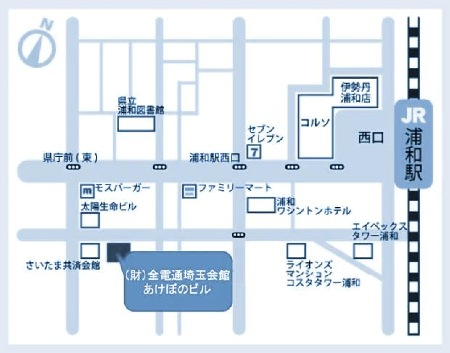 N
県立
浦和図書館
伊勢丹
浦和店
コルソ
JR
浦和駅
西口
セブン
イレブン
7
県庁前(東)
浦和駅西口
m
モスバーガー
ファミリーマート
太陽生命ビル
浦和
ワシントンホテル
さいたま共済会館
(財)全電通埼玉会館
あけぼのビル
ライオンズ
マンション
コスタタワー浦和
エイペックス
タワー浦和